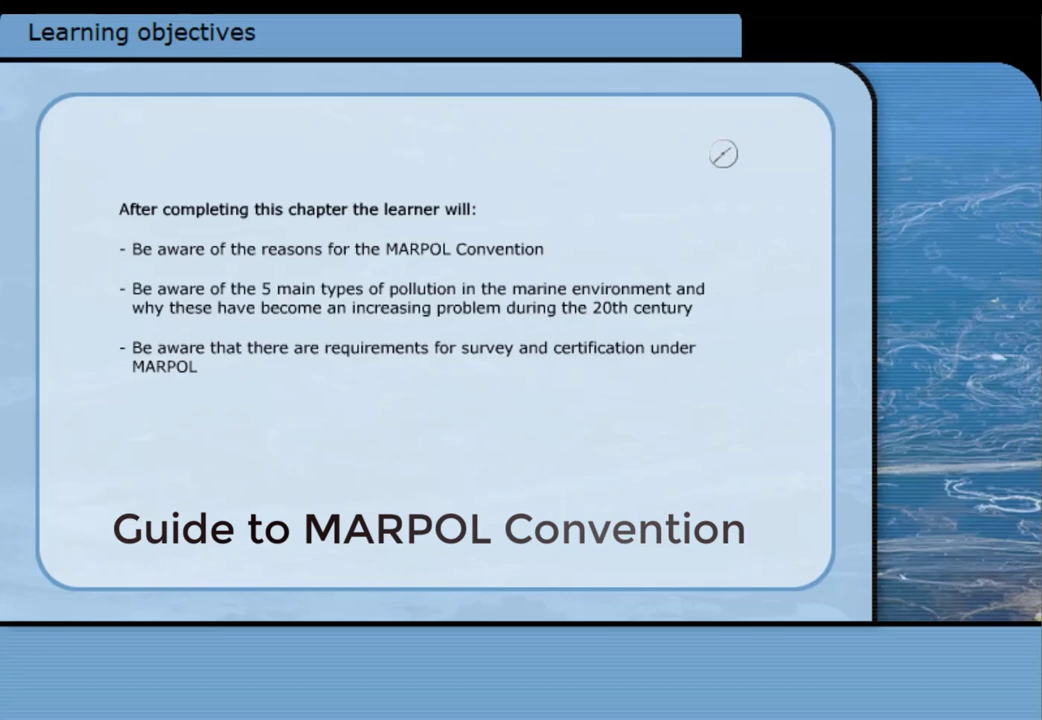 Learning objectives
After completing this chapter the learner will:
- Be aware of the reasons for the MARPOL Convention
- Be aware of the 5 main types of pollution in the marine environment and
why these have become an increasing problem during the 20th century
- Be aware that there are requirements for survey and certification under
MARPOL
Guide to MARPOL Convention